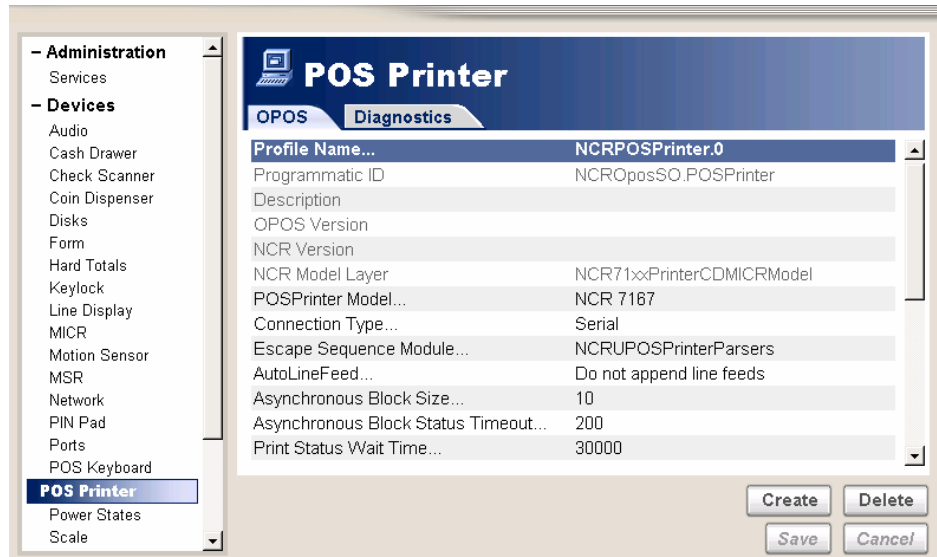 – Administration
Services
– Devices
Audio
Cash Drawer
Check Scanner
Coin Dispenser
Disks
Form
Hard Totals
Keylock
Line Display
MICR
Motion Sensor
MSR
Network
PIN Pad
Ports
POS Keyboard
POS Printer
Power States
Scale
POS Printer
OPOS Diagnostics
Profile Name... NCRPOSPrinter.0
Programmatic ID NCROposSO.POSPrinter
Description
OPOS Version
NCR Version
NCR Model Layer NCR71xxPrinterCDMICRModel
POSPrinter Model... NCR 7167
Connection Type... Serial
Escape Sequence Module... NCRUPOSPrinterParsers
AutoLineFeed... Do not append line feeds
Asynchronous Block Size... 10
Asynchronous Block Status Timeout... 200
Print Status Wait Time... 30000
Create Delete
Save Cancel